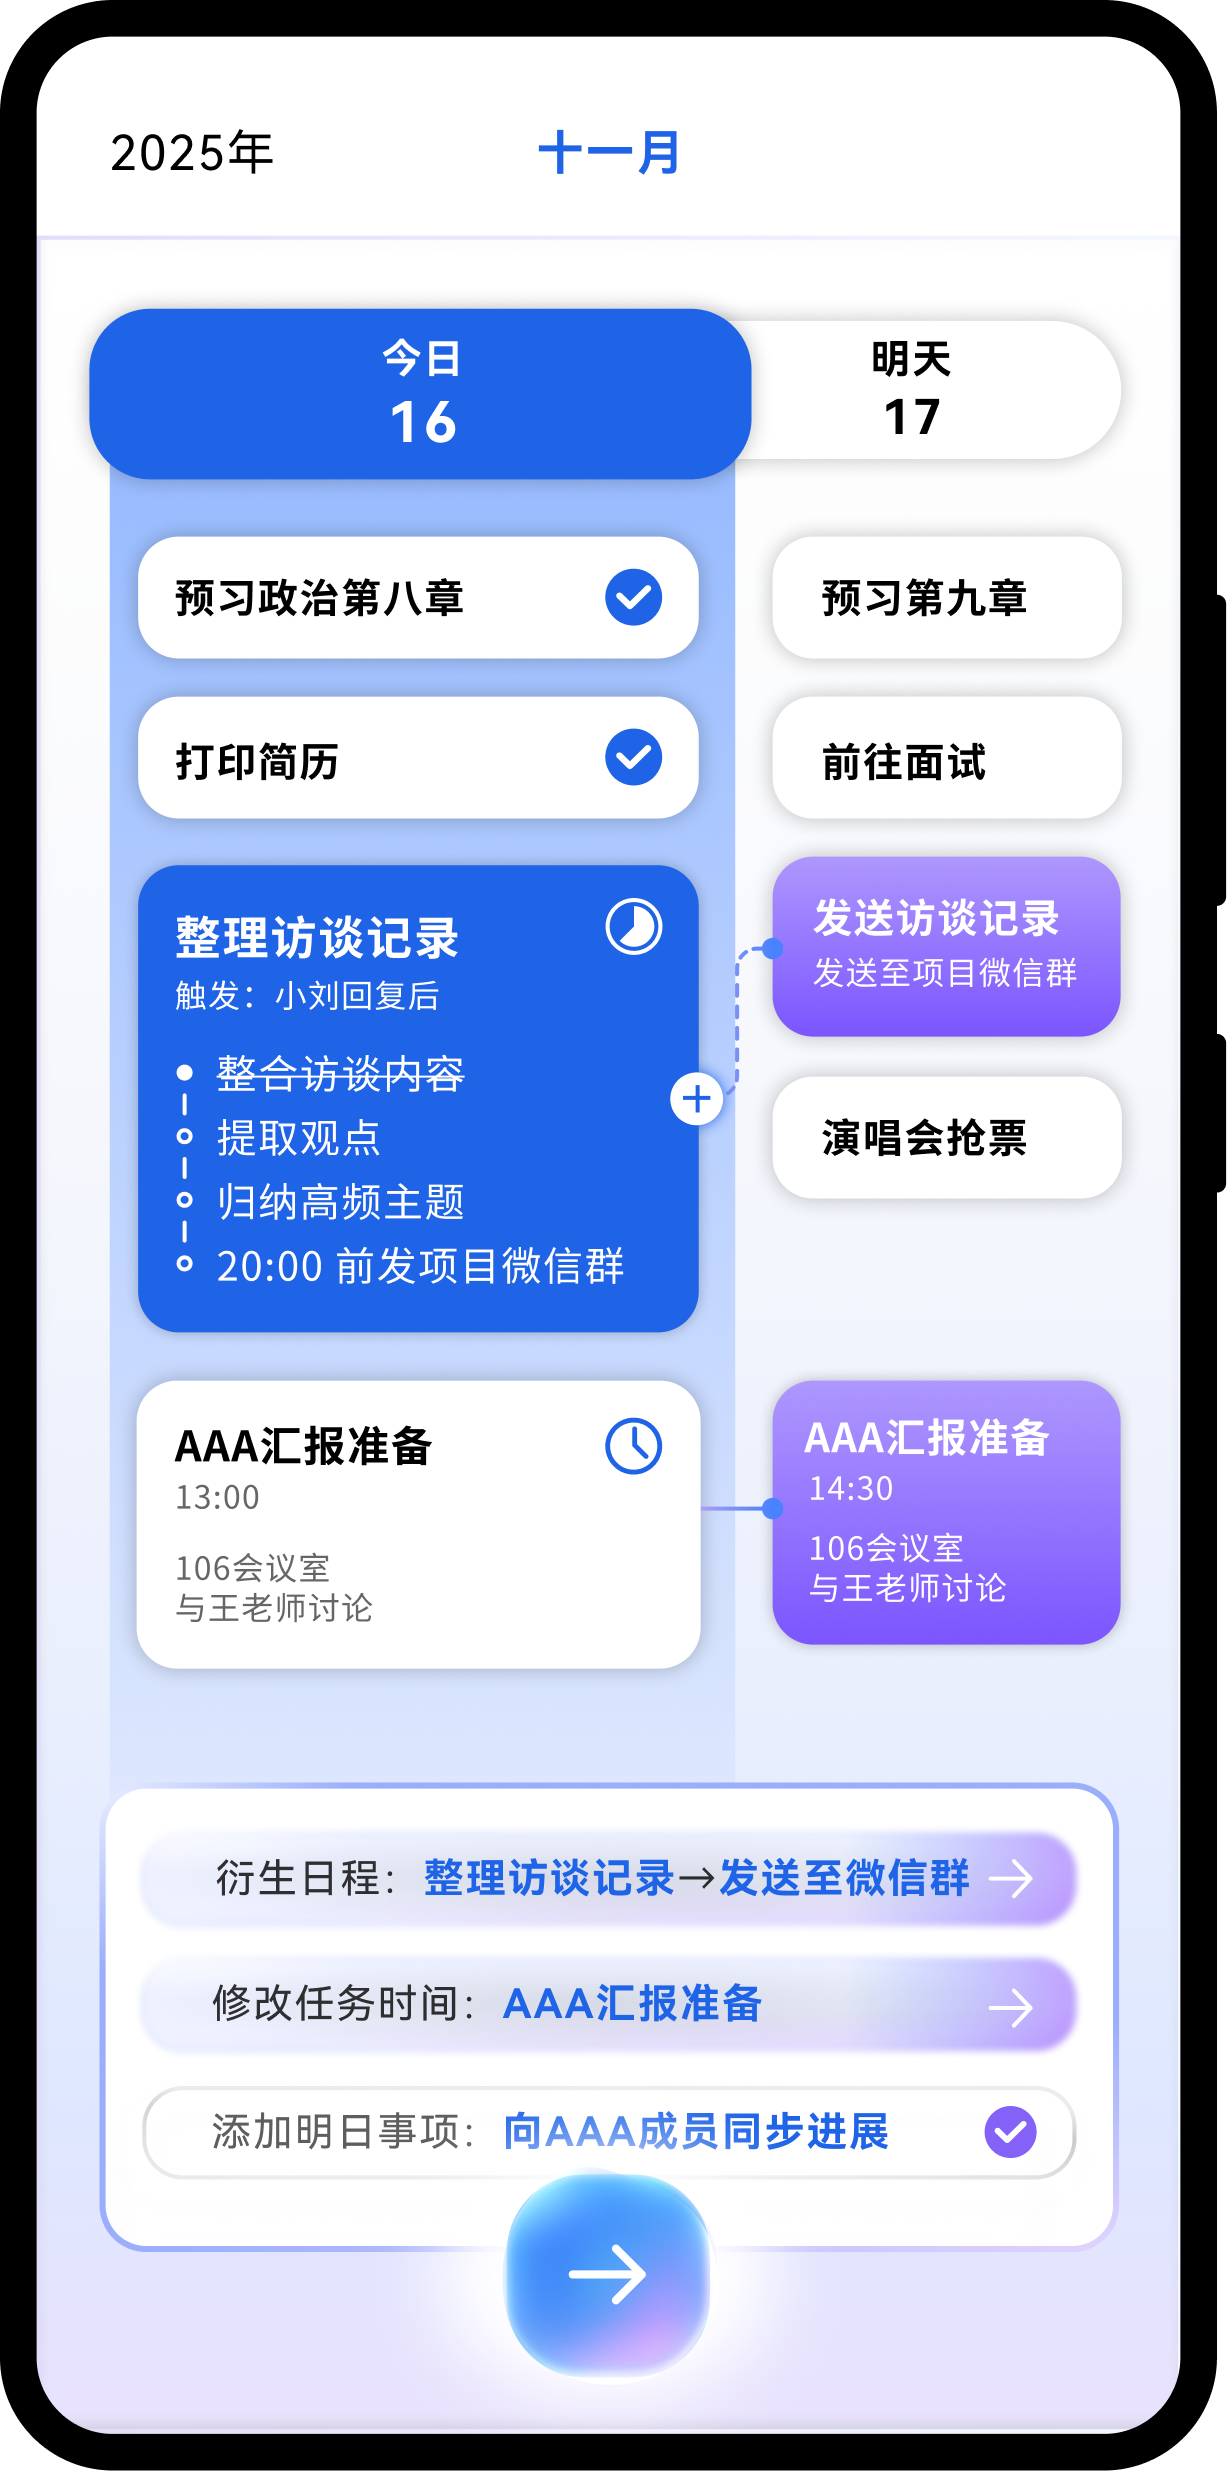 2025年
十一月
今日
16
明天
17
预习政治第八章
打印简历
整理访谈记录
触发：小刘回复后
整合访谈内容
提取观点
归纳高频主题
20:00 前发项目微信群
AAA汇报准备
13:00
106会议室
与王老师讨论
预习第九章
前往面试
发送访谈记录
发送至项目微信群
演唱会抢票
AAA汇报准备
14:30
106会议室
与王老师讨论
衍生日程：整理访谈记录→发送至微信群
修改任务时间：AAA汇报准备
添加明日事项：向AAA成员同步进展